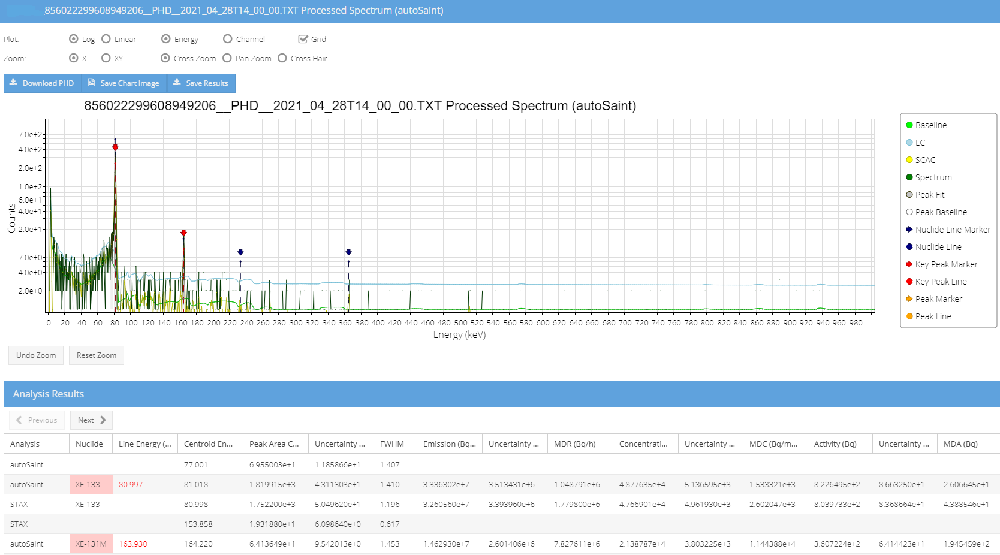 856022299608949206__PHD__2021_04_28T14_00_00.TXT Processed Spectrum (autoSaint)
Plot: Log Linear Energy Channel Grid
Zoom: X XY Cross Zoom Pan Zoom Cross Hair
Download PHD Save Chart Image Save Results
856022299608949206__PHD__2021_04_28T14_00_00.TXT Processed Spectrum (autoSaint)
Counts
7.0e+2
4.0e+2
2.0e+2
1.0e+2
6.0e+1
4.0e+1
2.0e+1
7.0e+0
4.0e+0
2.0e+0
0 20 40 60 80 100 120 140 160 180 200 220 240 260 280 300 320 340 360 380 400 420 440 460 480 500 520 540 560 580 600 620 640 660 680 700 720 740 760 780 800 820 840 860 880 900 920 940 960 980
Energy (keV)
Baseline
LC
SCAC
Spectrum
Peak Fit
Peak Baseline
Nuclide Line Marker
Nuclide Line
Key Peak Marker
Key Peak Line
Peak Marker
Peak Line
Undo Zoom Reset Zoom
Analysis Results
Previous Next
Analysis Nuclide Line Energy (... Centroid En... Peak Area C... Uncertainty ... FWHM Emission (Bq... Uncertainty ... MDR (Bq/h) Concentrati... Uncertainty ... MDC (Bq/m... Activity (Bq) Uncertainty ... MDA (Bq)
autoSaint 77.001 6.955003e+1 1.185866e+1 1.407
autoSaint XE-133 80.997 81.018 1.819915e+3 4.311303e+1 1.410 3.336302e+7 3.513431e+6 1.048791e+6 4.877635e+4 5.136595e+3 1.533321e+3 8.226495e+2 8.663250e+1 2.606645e+1
STAX XE-133 80.998 1.752200e+3 5.049620e+1 1.196 3.260560e+7 3.393960e+6 1.779800e+6 4.766901e+4 4.961930e+3 2.602047e+3 8.039733e+2 8.368664e+1 4.388546e+1
STAX 153.858 1.931880e+1 6.098640e+0 0.617
autoSaint XE-131M 163.930 164.220 6.413649e+1 9.542013e+0 1.453 1.462930e+7 2.601406e+6 7.827611e+6 2.138787e+4 3.803225e+3 1.144388e+4 3.607224e+2 6.414423e+1 1.945459e+2